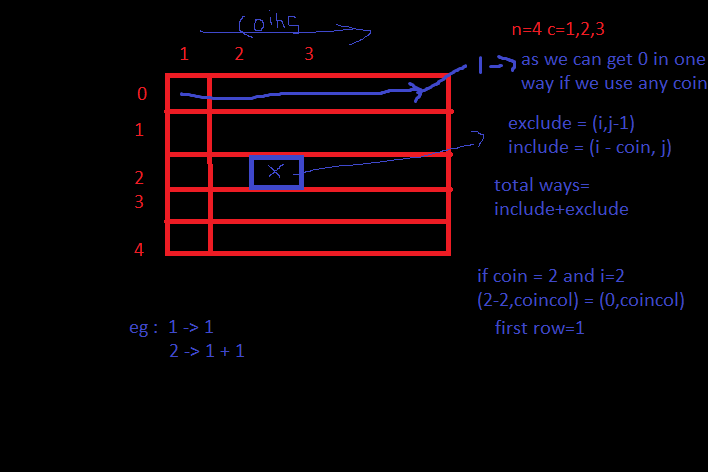 coins
n=4 c=1,2,3
1 2 3
1 -> as we can get 0 in one
way if we use any coin
0
1
exclude = (i,j-1)
include = (i - coin, j)
2 x
total ways=
include+exclude
3
4
if coin = 2 and i=2
(2-2,coincol) = (0,coincol)
first row=1
eg : 1 -> 1
2 -> 1 + 1